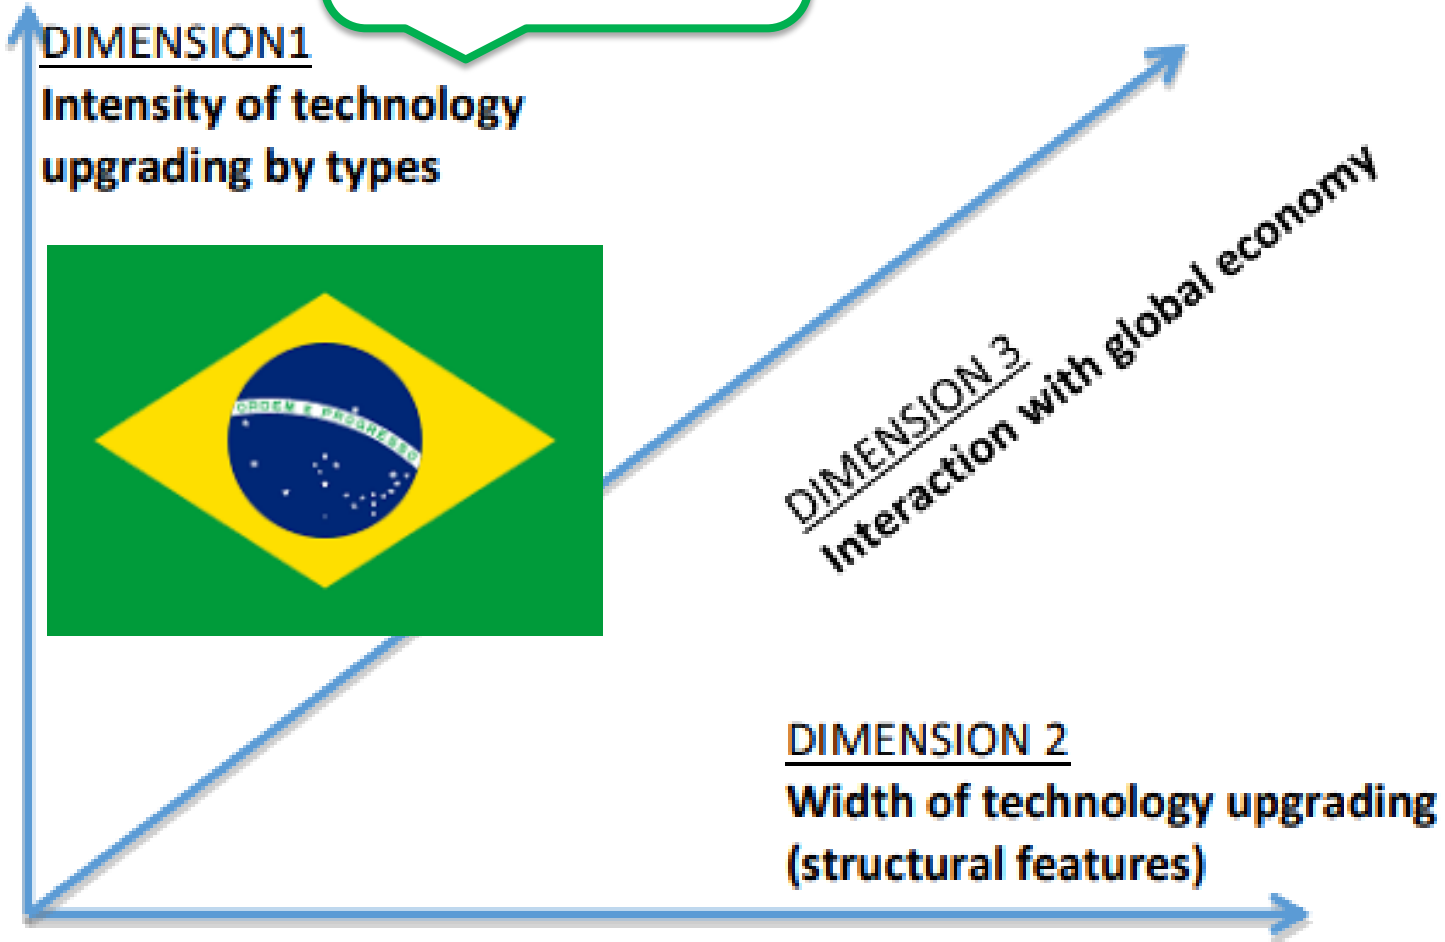 DIMENSION1
Intensity of technology
upgrading by types
ORDEM E PROGRESSO
DIMENSION 3
Interaction with global economy
DIMENSION 2
Width of technology upgrading
(structural features)